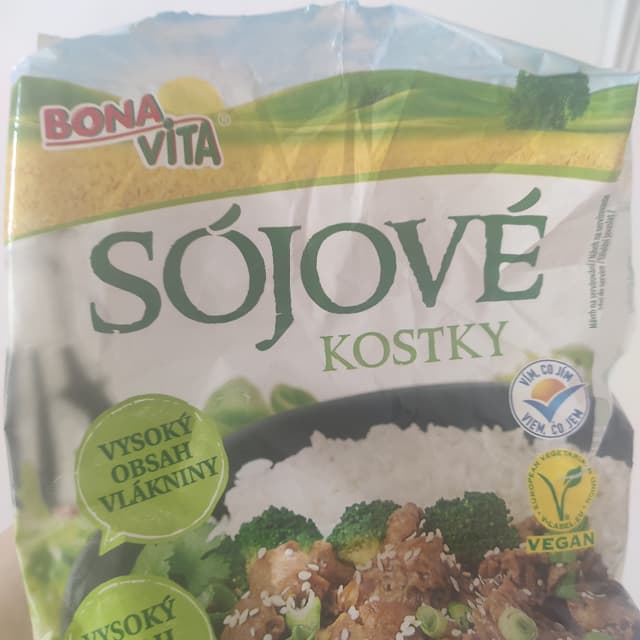 BONA
VITA®
SÓJOVÉ
KOSTKY
VÍM, CO JÍM
VIEM, ČO JEM
VYSOKÝ
OBSAH
VLÁKNINY
VEGAN
VYSOKÝ